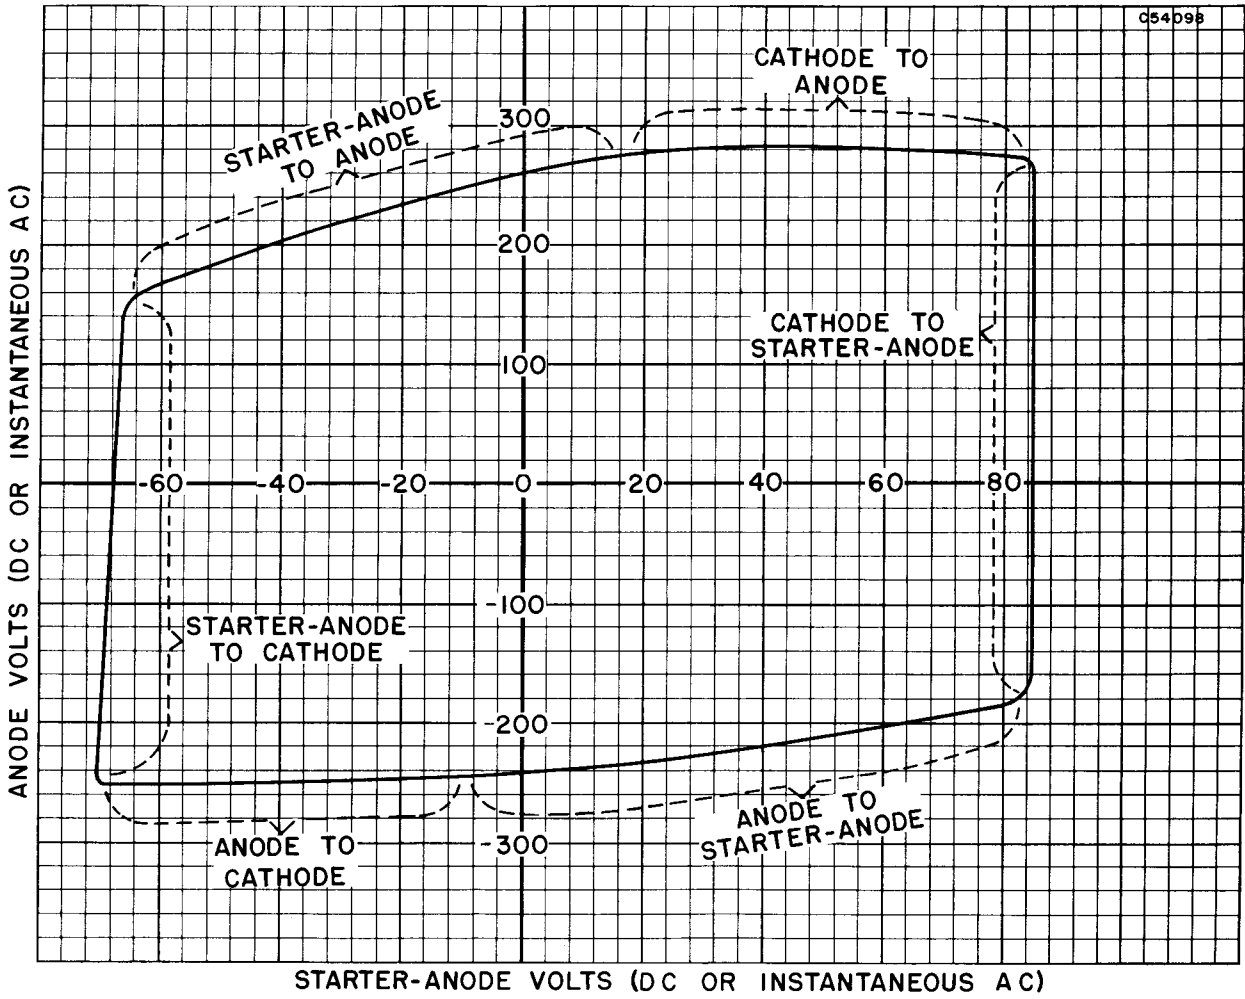 C54098
CATHODE TO
ANODE
STARTER-ANODE
TO ANODE
300
200
CATHODE TO
STARTER-ANODE
100
-60 -40 -20 0 20 40 60 80
-100
STARTER-ANODE
TO CATHODE
-200
ANODE TO
STARTER-ANODE
-300
ANODE TO
CATHODE
ANODE VOLTS (DC OR INSTANTANEOUS AC)
STARTER-ANODE VOLTS (DC OR INSTANTANEOUS AC)